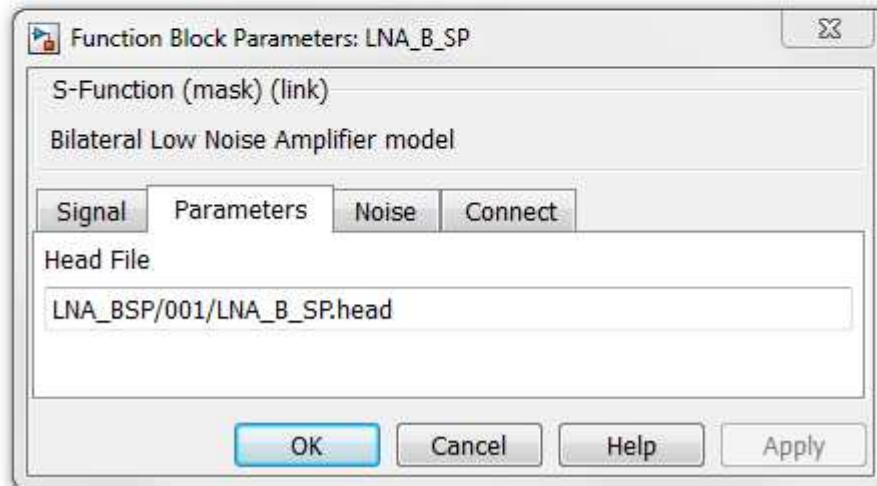 Function Block Parameters: LNA_B_SP
S-Function (mask) (link)
Bilateral Low Noise Amplifier model
Signal Parameters Noise Connect
Head File
LNA_BSP/001/LNA_B_SP.head
OK Cancel Help Apply